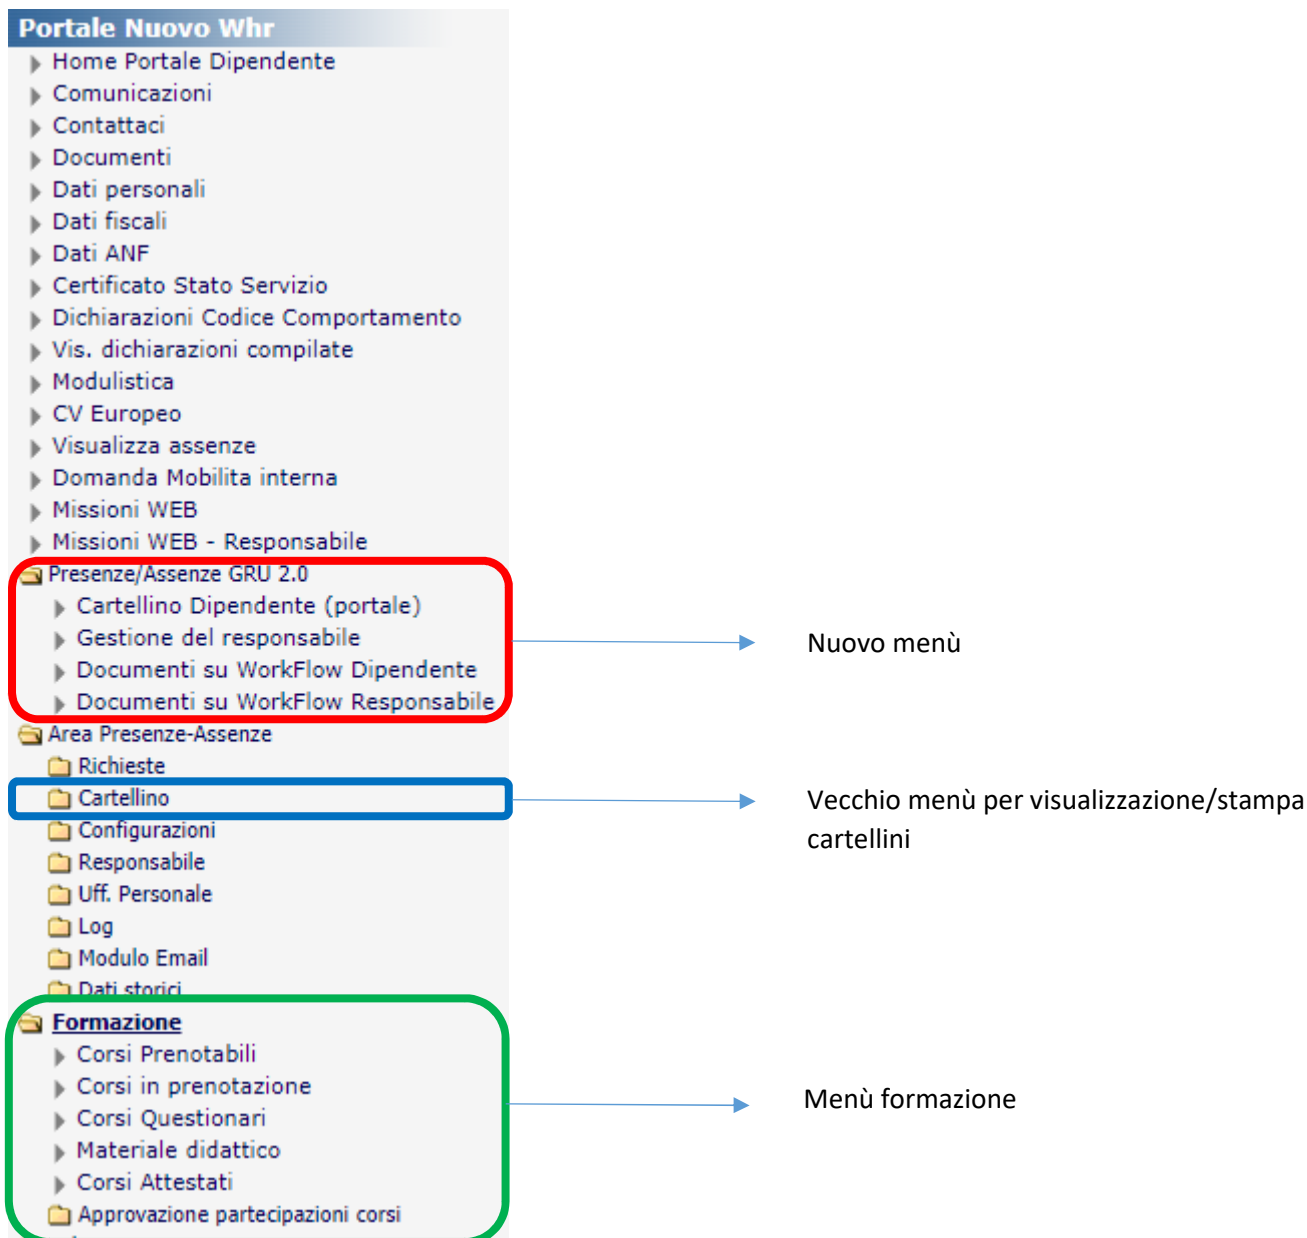 Portale Nuovo Whr
Home Portale Dipendente
Comunicazioni
Contattaci
Documenti
Dati personali
Dati fiscali
Dati ANF
Certificato Stato Servizio
Dichiarazioni Codice Comportamento
Vis. dichiarazioni compilate
Modulistica
CV Europeo
Visualizza assenze
Domanda Mobilita interna
Missioni WEB
Missioni WEB - Responsabile
Presenze/Assenze GRU 2.0
Cartellino Dipendente (portale)
Gestione del responsabile
Documenti su WorkFlow Dipendente
Documenti su WorkFlow Responsabile
Nuovo menù
Area Presenze-Assenze
Richieste
Cartellino
Vecchio menù per visualizzazione/stampa
cartellini
Configurazioni
Responsabile
Uff. Personale
Log
Modulo Email
Dati storici
Formazione
Corsi Prenotabili
Corsi in prenotazione
Corsi Questionari
Materiale didattico
Corsi Attestati
Approvazione partecipazioni corsi
Menù formazione